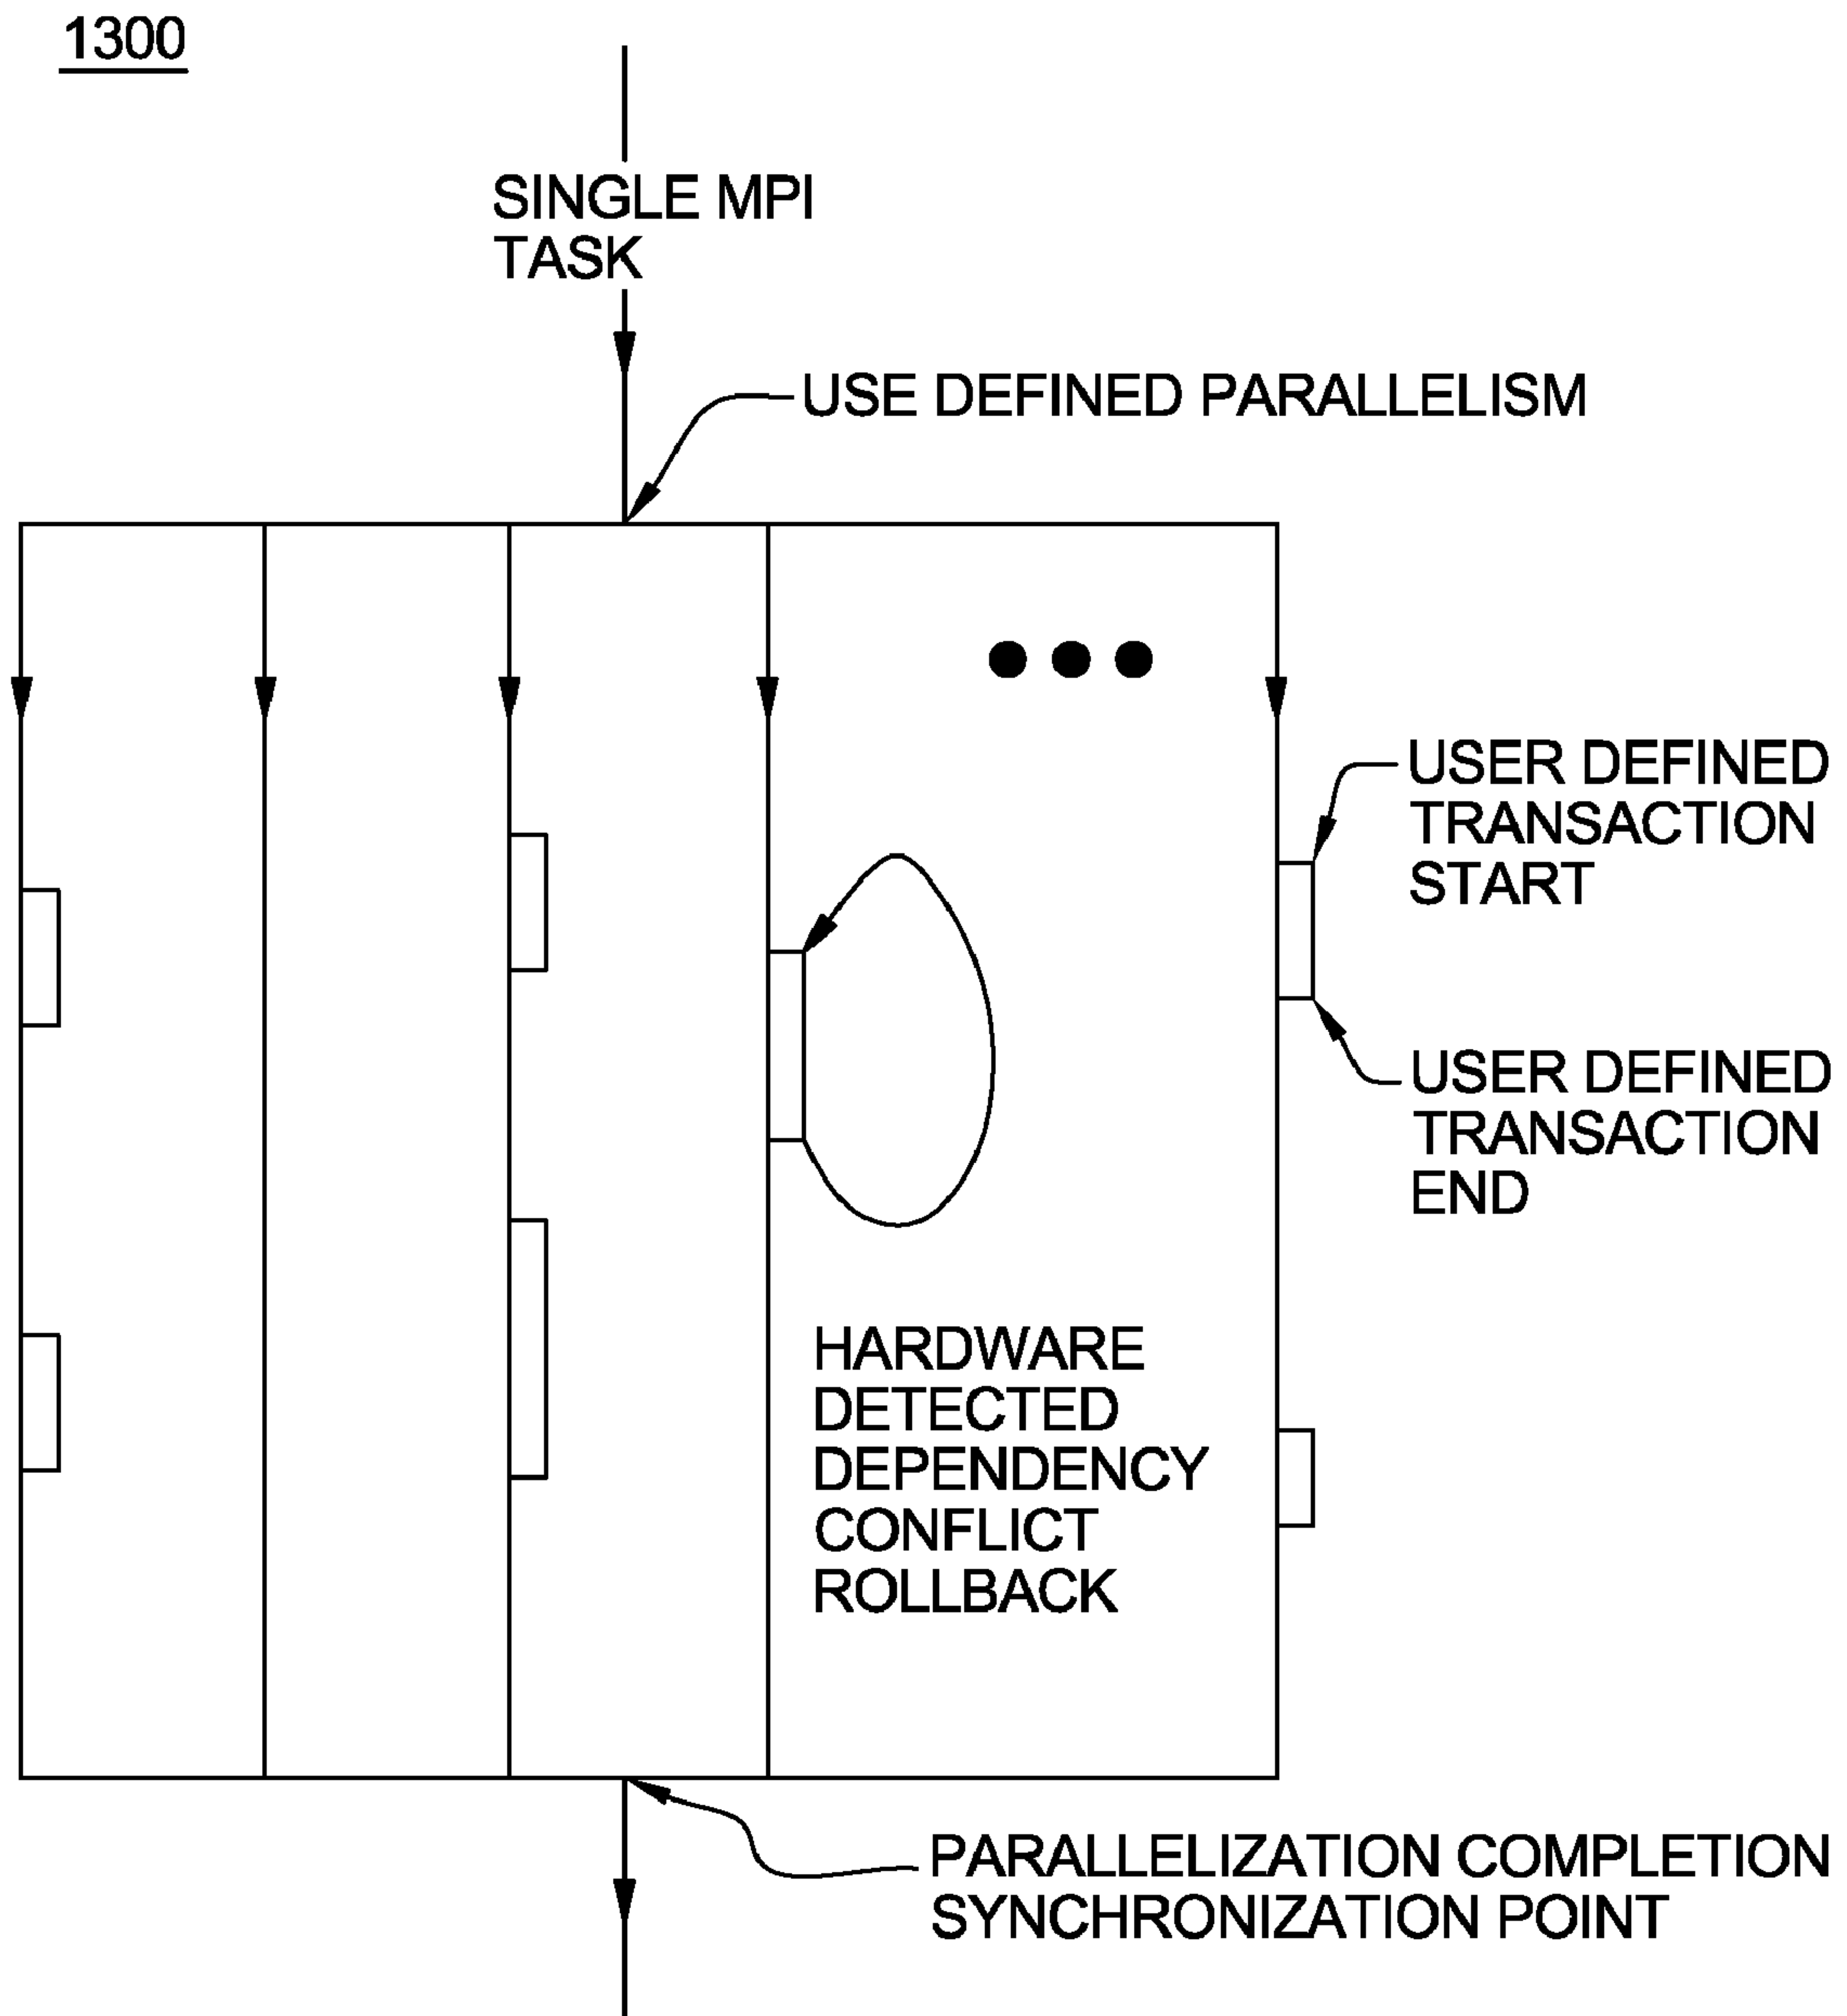 1300
SINGLE MPI
TASK
USE DEFINED PARALLELISM
USER DEFINED
TRANSACTION
START
USER DEFINED
TRANSACTION
END
HARDWARE
DETECTED
DEPENDENCY
CONFLICT
ROLLBACK
PARALLELIZATION COMPLETION
SYNCHRONIZATION POINT